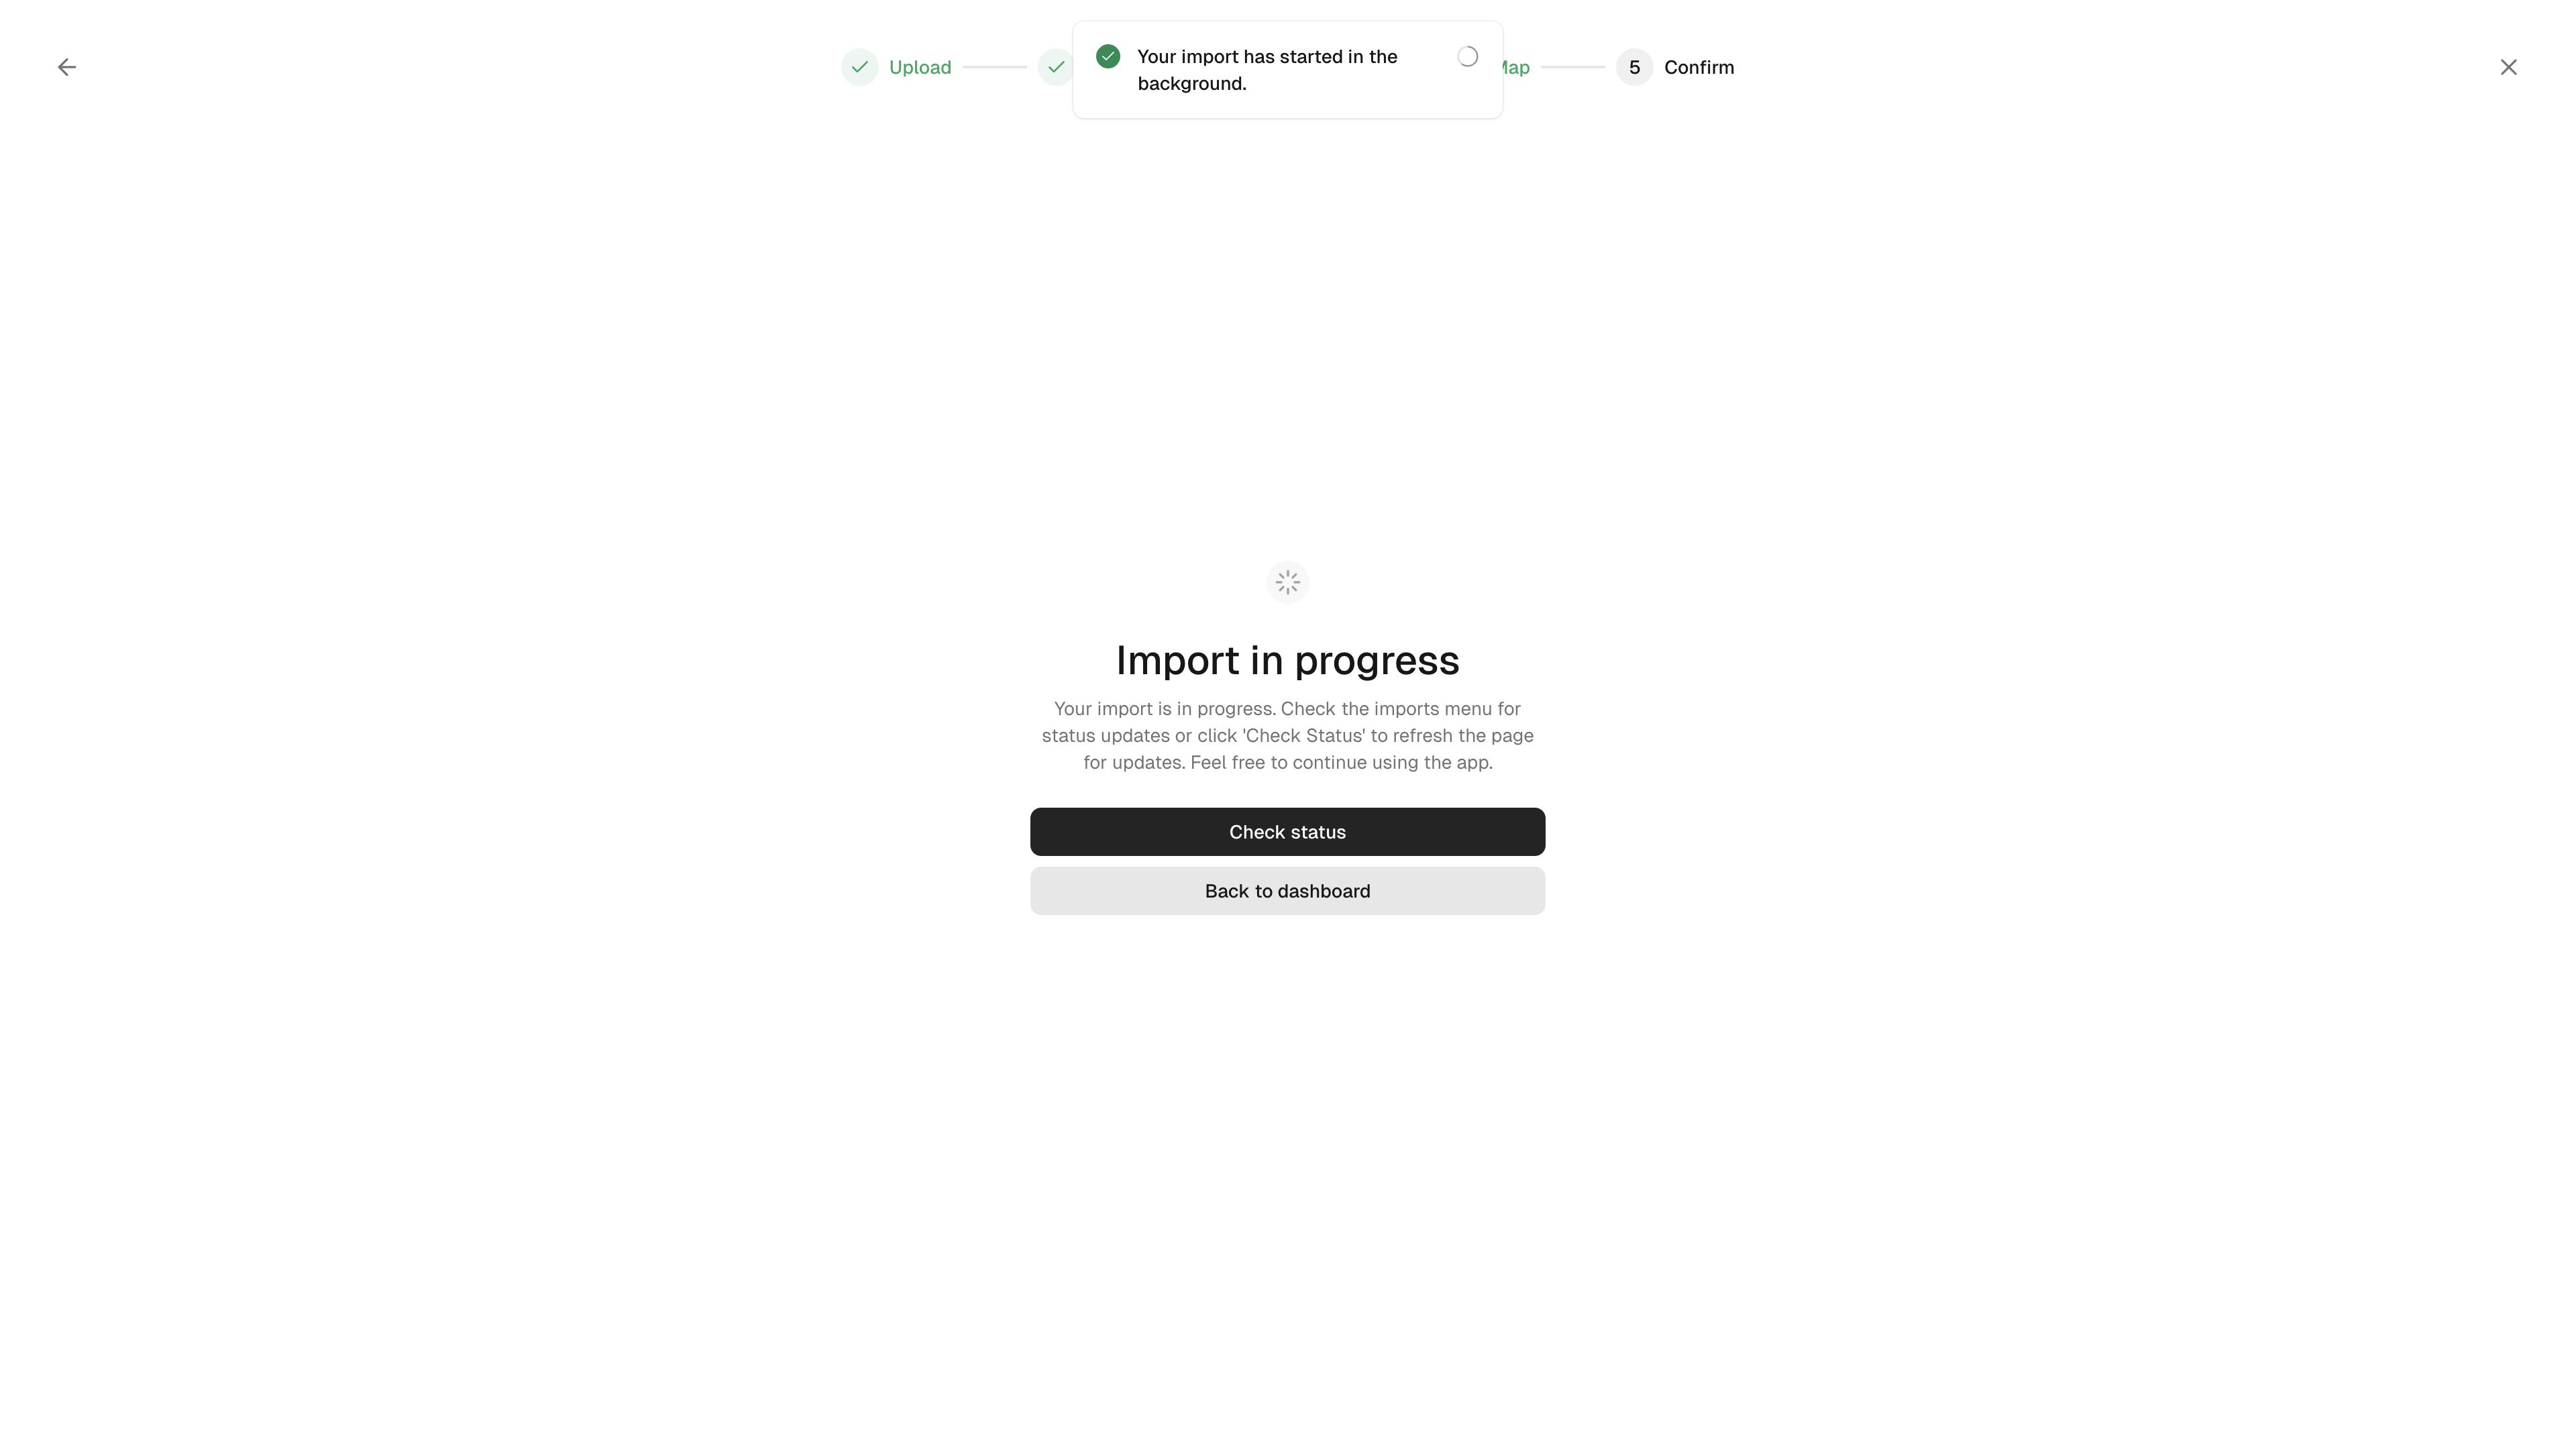 Upload
Your import has started in the
background.
5 Confirm
Import in progress
Your import is in progress. Check the imports menu for
status updates or click 'Check Status' to refresh the page
for updates. Feel free to continue using the app.
Check status
Back to dashboard